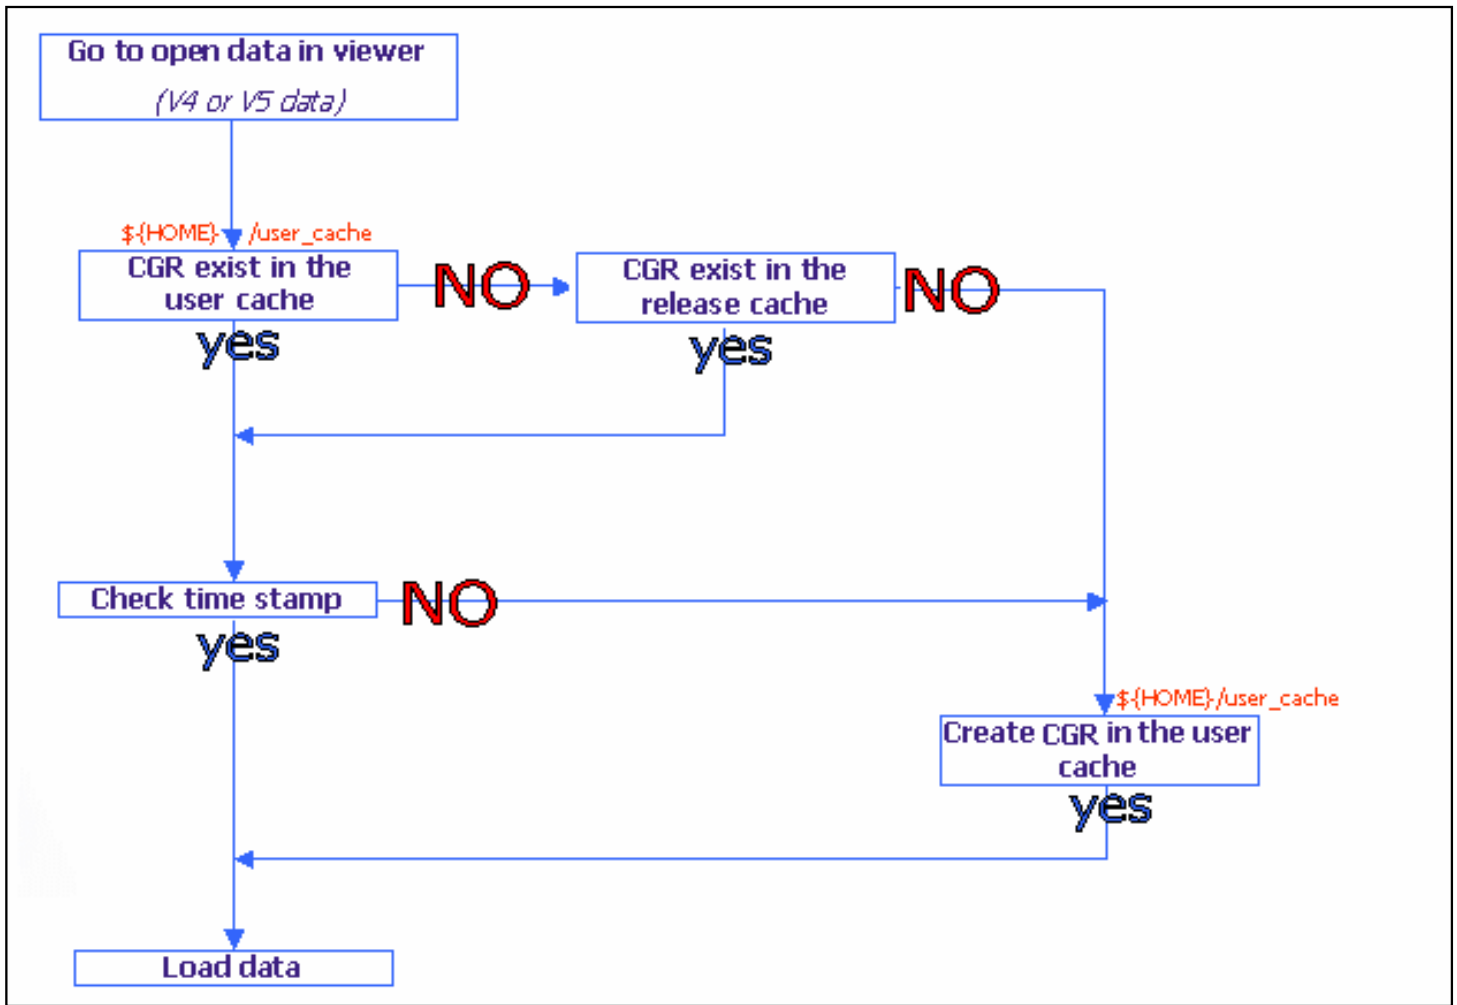 Go to open data in viewer
(V4 or V5 data)
${HOME} /user_cache
CGR exist in the
user cache
NO
CGR exist in the
release cache
NO
yes
yes
Check time stamp
NO
yes
${HOME}/user_cache
Create CGR in the user
cache
yes
Load data